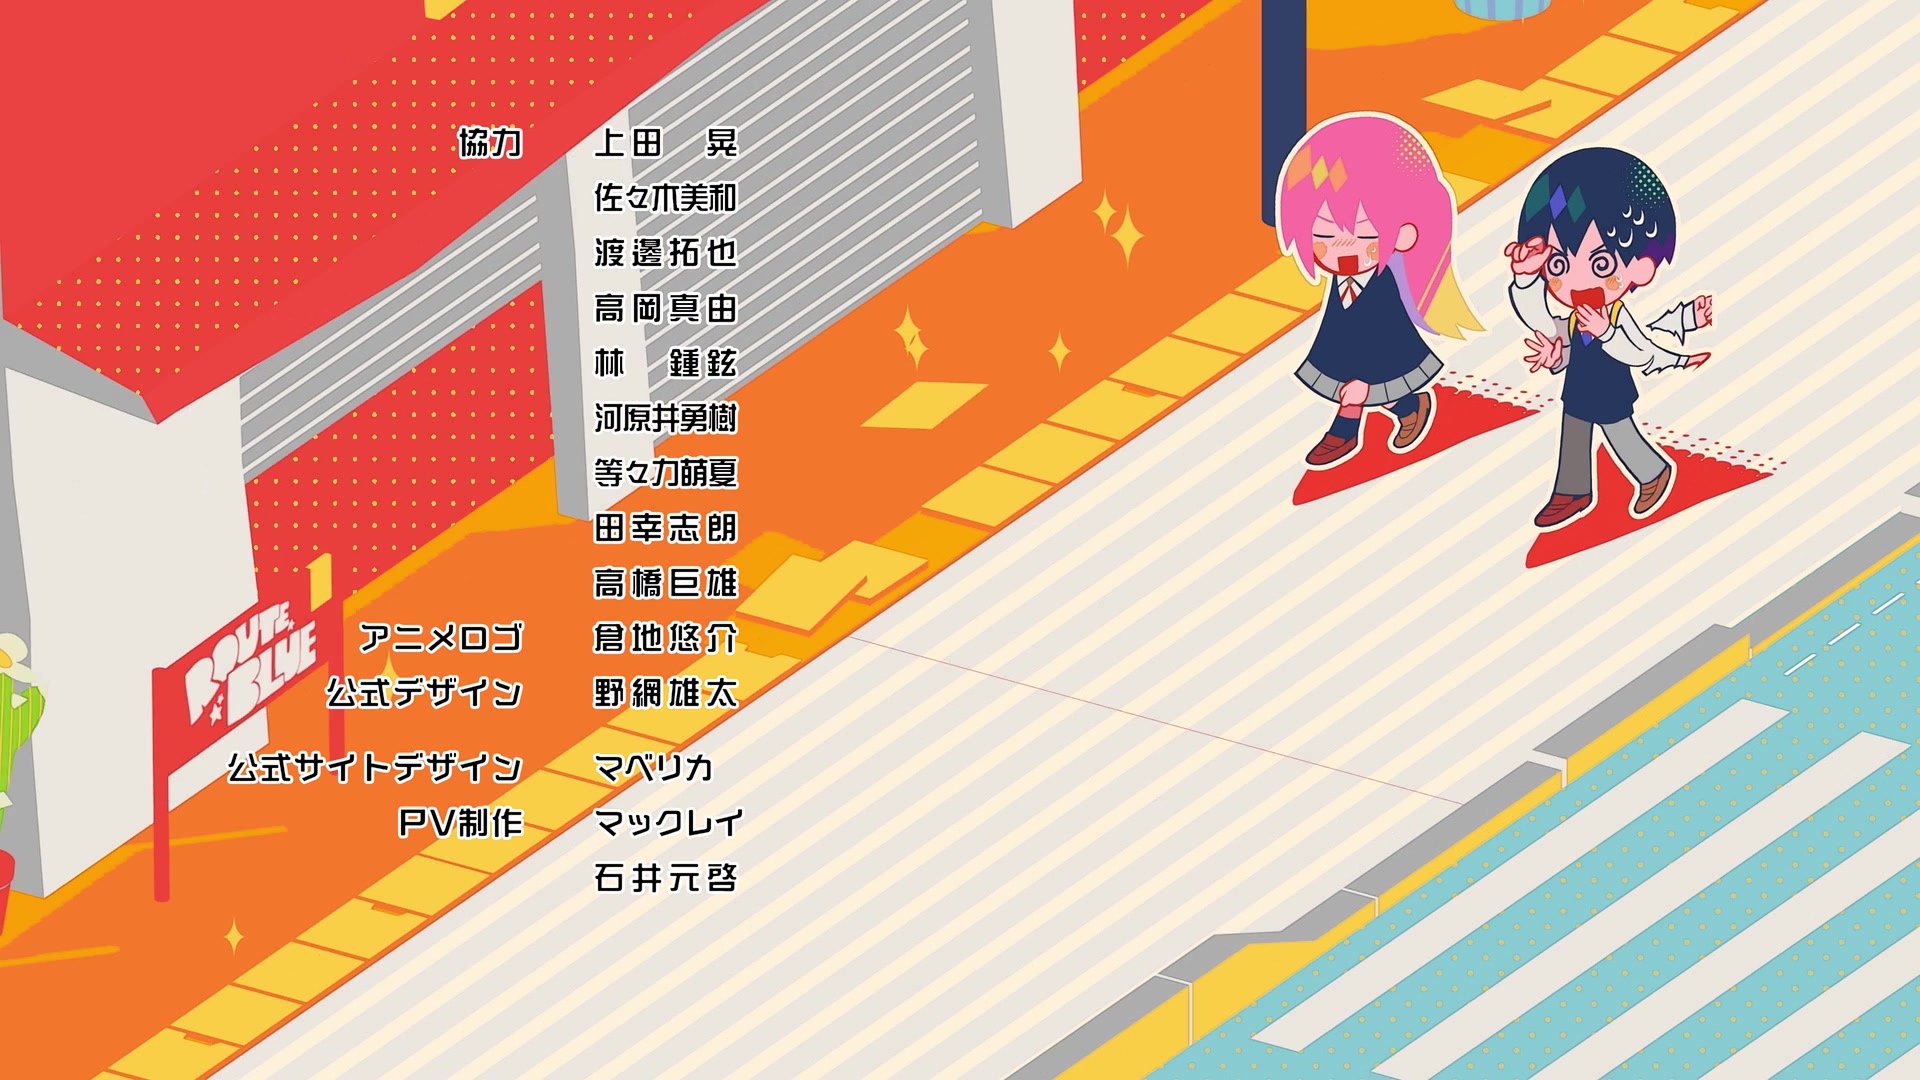 協力 上田 晃
佐々木美和
渡邊拓也
高岡真由
林 鍾鉉
河原井勇樹
等々力萌夏
田幸志朗
高橋巨雄
アニメロゴ 倉地悠介
公式デザイン 野網雄太
公式サイトデザイン マベリカ
PV制作 マックレイ
石井元啓
ROUTE
BLUE